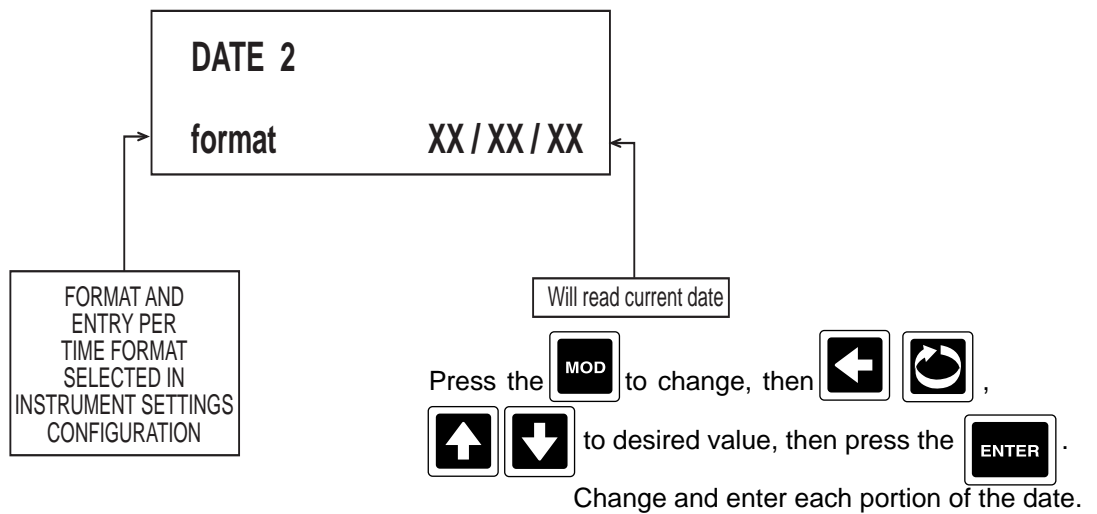 DATE 2
format XX / XX / XX
FORMAT AND
ENTRY PER
TIME FORMAT
SELECTED IN
INSTRUMENT SETTINGS
CONFIGURATION
Will read current date
Press the MOD to change, then ,
to desired value, then press the ENTER .
Change and enter each portion of the date.